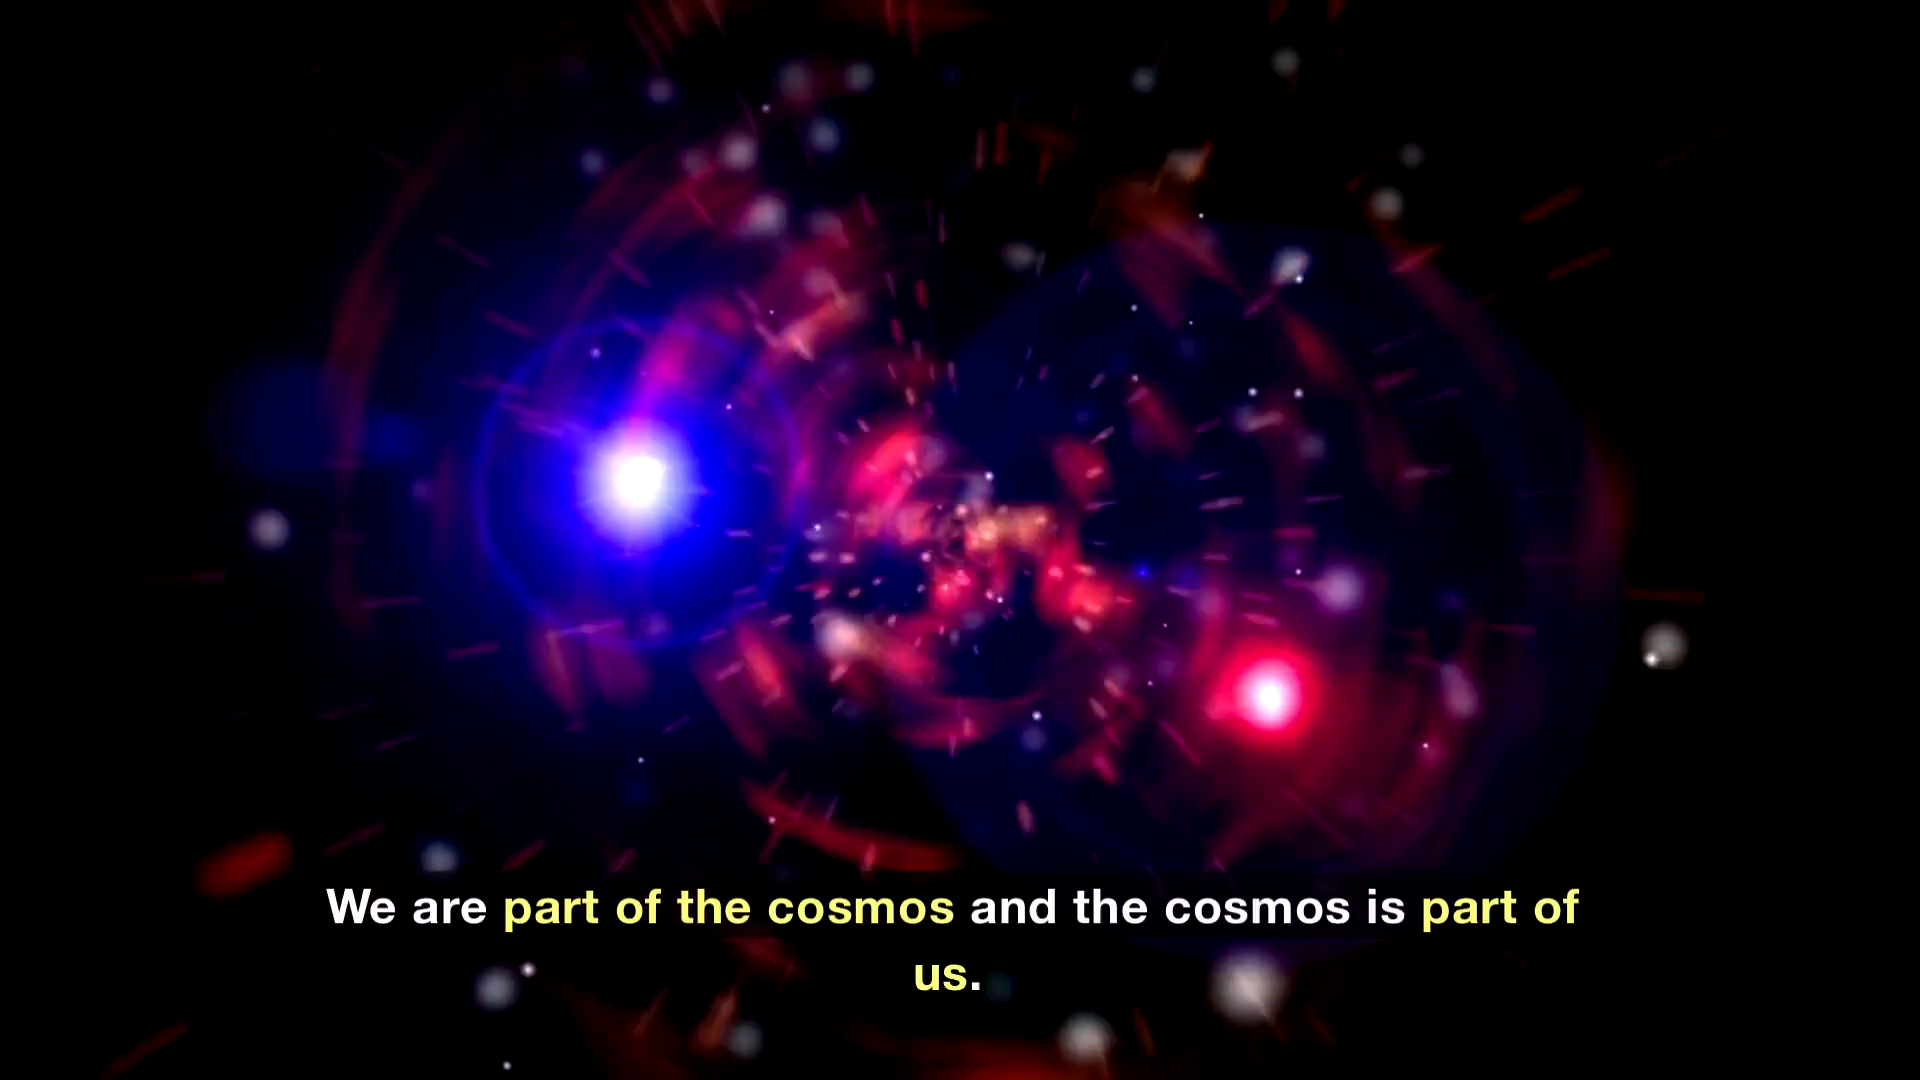 We are part of the cosmos and the cosmos is part of
us.